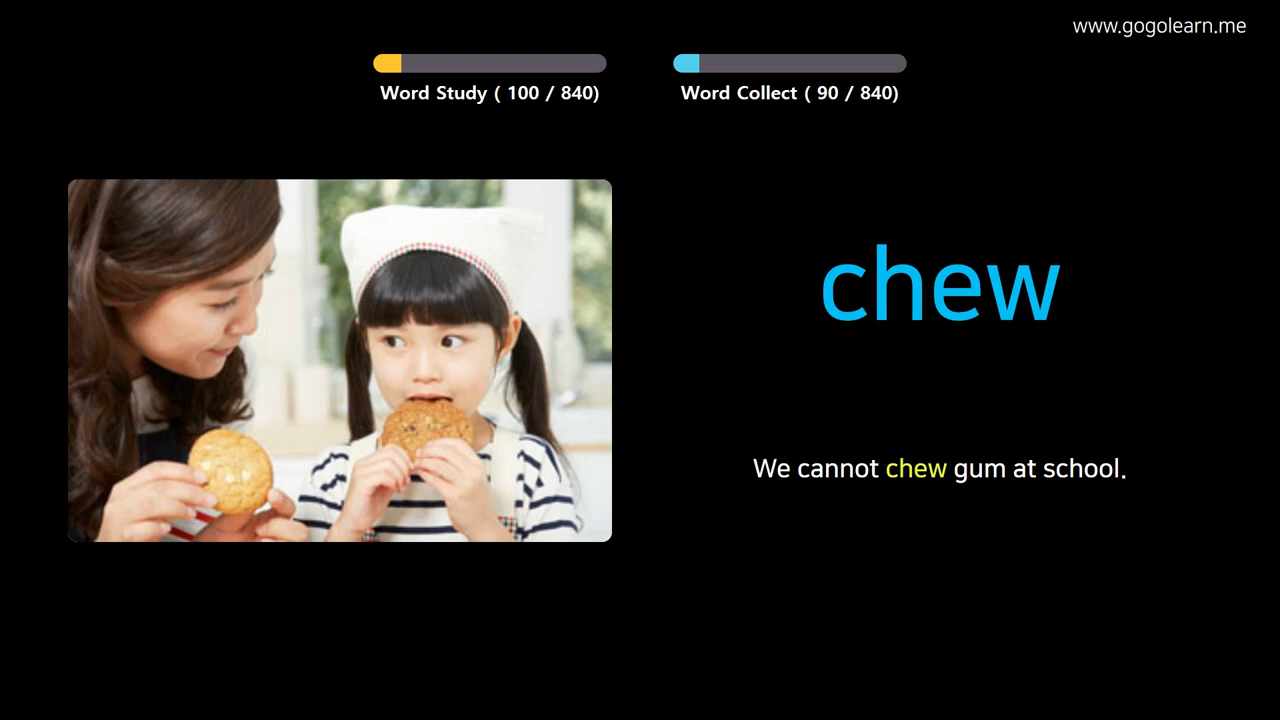 www.gogolearn.me
Word Study ( 100 / 840)
Word Collect ( 90 / 840)
chew
We cannot chew gum at school.